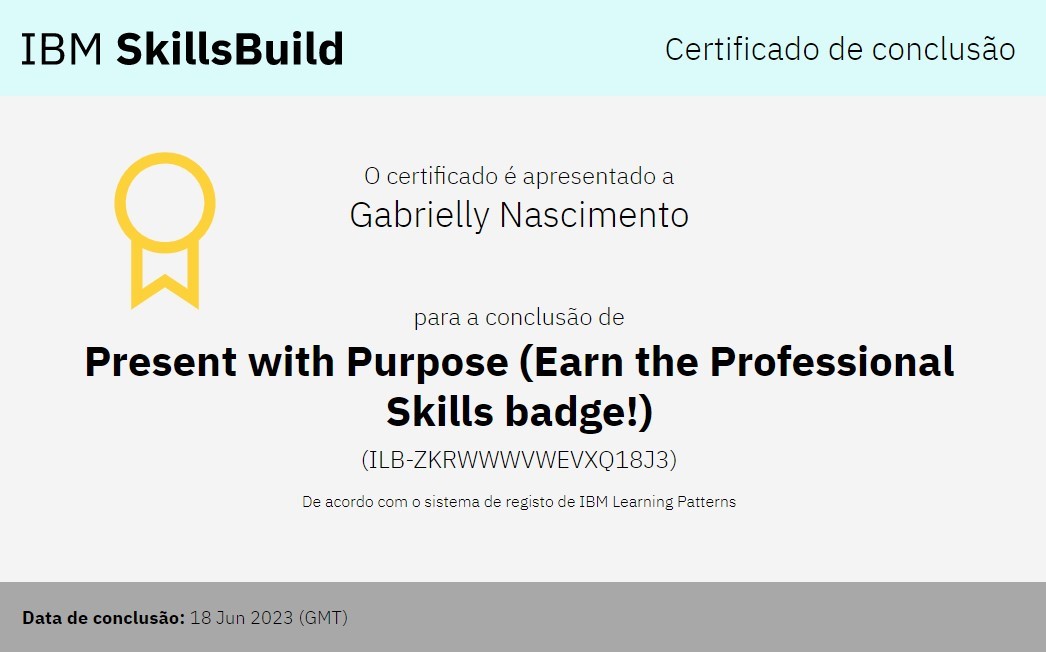 IBM SkillsBuild
Certificado de conclusão
O certificado é apresentado a
Gabrielly Nascimento
para a conclusão de
Present with Purpose (Earn the Professional
Skills badge!)
(ILB-ZKRWWWVWEVXQ18J3)
De acordo com o sistema de registo de IBM Learning Patterns
Data de conclusão: 18 Jun 2023 (GMT)